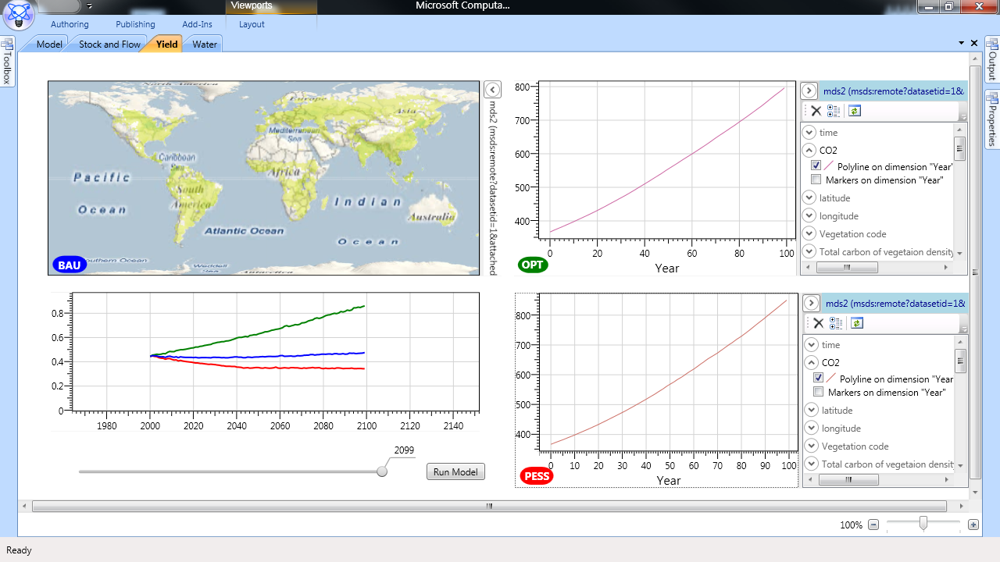 Viewports
Microsoft Computa...
Authoring
Publishing
Add-Ins
Layout
Model
Stock and Flow
Yield
Water
Toolbox
Output
Properties
North America
Europe
Asia
Mediterranean
Sea
Caribbean
Sea
Africa
Pacific
Ocean
South
America
Indian
Ocean
Australia
Atlantic Ocean
outhern Ocean
Weddell
Sea
Antarctica
BAU
mds2 (msds:remote?datasetid=1&attached
800
700
600
500
400
0 20 40 60 80 100
Year
OPT
mds2 (msds:remote?datasetid=1&
time
CO2
Polyline on dimension "Year"
Markers on dimension "Year"
latitude
longitude
Vegetation code
Total carbon of vegetaion density
0.8
0.6
0.4
0.2
0
1980 2000 2020 2040 2060 2080 2100 2120 2140
2099
Run Model
800
700
600
500
400
0 10 20 30 40 50 60 70 80 90 100
Year
PESS
mds2 (msds:remote?datasetid=1&
time
CO2
Polyline on dimension "Year
Markers on dimension "Year"
latitude
longitude
Vegetation code
Total carbon of vegetaion densit
100%
Ready